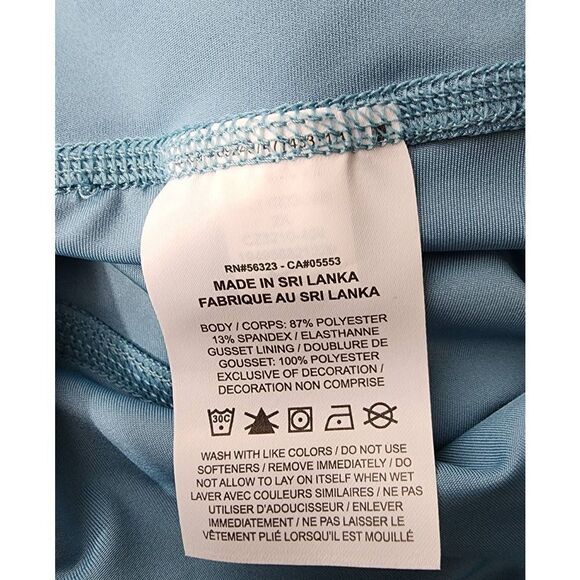 RN#56323 - CA#05553
MADE IN SRI LANKA
FABRIQUE AU SRI LANKA
BODY / CORPS: 87% POLYESTER
13% SPANDEX / ELASTHANNE
GUSSET LINING / DOUBLURE DE
GOUSSET: 100% POLYESTER
EXCLUSIVE OF DECORATION /
DECORATION NON COMPRISE
30C
WASH WITH LIKE COLORS / DO NOT USE
SOFTENERS / REMOVE IMMEDIATELY / DO
NOT ALLOW TO LAY ON ITSELF WHEN WET
LAVER AVEC COULEURS SIMILAIRES / NE PAS
UTILISER D'ADOUCISSEUR / ENLEVER
IMMEDIATEMENT / NE PAS LAISSER LE
VÊTEMENT PLIÉ LORSQU'IL EST MOUILLÉ